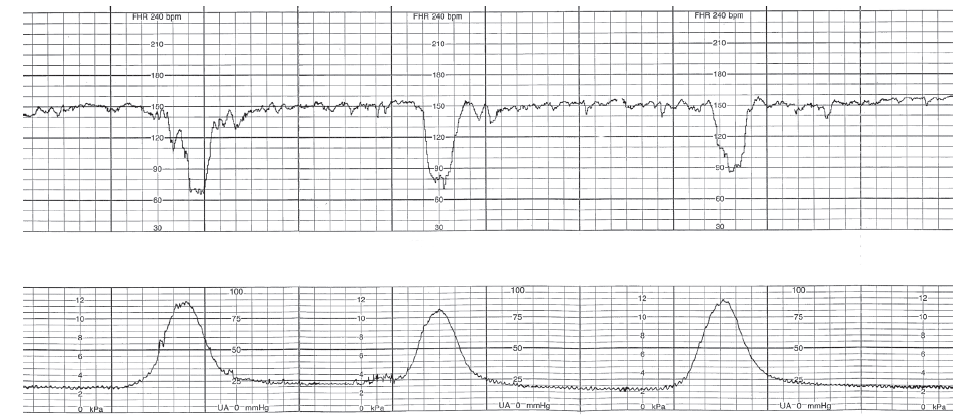 FHR 240 bpm FHR 240 bpm FHR 240 bpm
210 210 210
180 180 180
150 150 150
120 120 120
90 90 90
60 60 60
30 30 30
100 100 100
12 12 12 12
10 75 10 75 10 75 10
8 8 8 8
6 50 6 50 6 50 6
4 4 4 4
25 25 25
2 2 2 2
0 kPa UA 0 mmHg 0 kPa UA 0 mmHg 0 kPa UA 0 mmHg 0 kPa